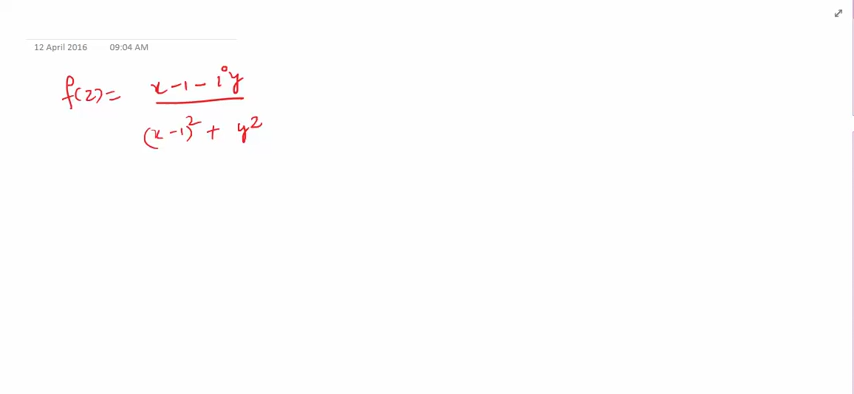 12 April 2016 09:04 AM
f(z) = x-1-iy
(x-1)² + y²